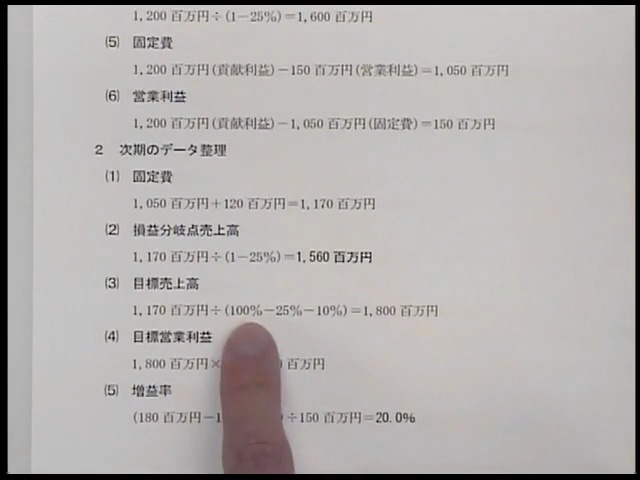 1,200 百万円÷(1−25%)=1,600 百万円
(5) 固定費
1,200 百万円(貢献利益)−150 百万円(営業利益)=1,050 百万円
(6) 営業利益
1,200 百万円(貢献利益)−1,050 百万円(固定費)=150 百万円
2 次期のデータ整理
(1) 固定費
1,050 百万円+120 百万円=1,170 百万円
(2) 損益分岐点売上高
1,170 百万円÷(1−25%)=1,560 百万円
(3) 目標売上高
1,170 百万円÷(100%−25%−10%)=1,800 百万円
(4) 目標営業利益
1,800 百万円× 百万円
(5) 増益率
(180 百万円−1 ÷150 百万円=20.0%